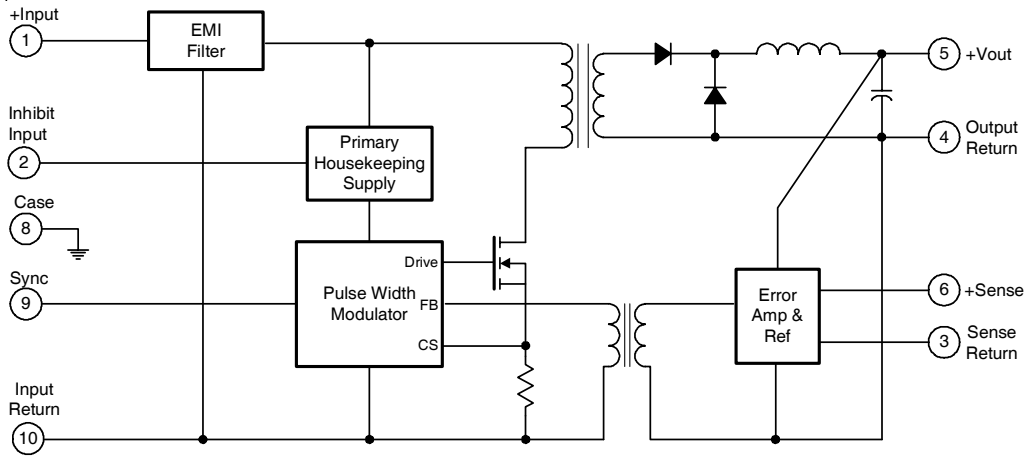 +Input
1
EMI
Filter
5
+Vout
Inhibit
Input
2
Primary
Housekeeping
Supply
4
Output
Return
Case
8
Drive
Sync
9
Pulse Width
Modulator
FB
CS
Error
Amp &
Ref
6
+Sense
3
Sense
Return
Input
Return
10